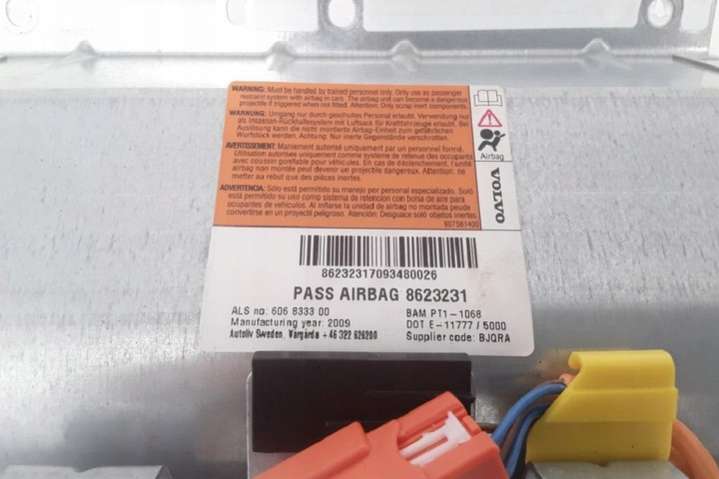 WARNING: Must be handled by trained personnel only. Only use as passenger
restraint system with airbag in cars. The airbag unit can become a dangerous
projectile if triggered when not fitted. Attention: Only scrap inert components.
WARNUNG: Umgang nur durch geschultes Personal erlaubt. Verwendung nur
als Insassen-Rückhaltesystem mit Luftsack für Kraftfahrzeuge erlaubt. Bei
Auslösung kann die nicht montierte Airbag-Einheit zum gefährlichen
Wurfstück werden. Achtung: Nur inerte Gegenstände verschrotten.
AVERTISSEMENT: Maniement autorisé uniquement par un personnel formé.
Utilisation autorisées uniquement comme système de retenue des occupants
avec coussin gonflable pour véhicules. En cas de déclenchement, l'unité
airbag non montée peut devenir un projectile dangereux. Attention: ne
mettre au rebut que des pièces inertes.
ADVERTENCIA: Sólo está permitido su manejo por personal especializado. Solo
está permitido su uso como sistema de retención con bolsa de aire para
ocupantes de vehículos. Al inflarse la unidad de airbag no montada puede
convertirse en un projectil peligroso. Atención: Desguace solo objetos inertes
607561400
Airbag
VOLVO
86232317093480026
PASS AIRBAG 8623231
ALS no: 606 8333 00
BAM PT1-1068
Manufacturing year: 2009
DOT E-11777 / 5000
Autoliv Sweden, Vargarda + 46 322 626200
Supplier code: BJQRA